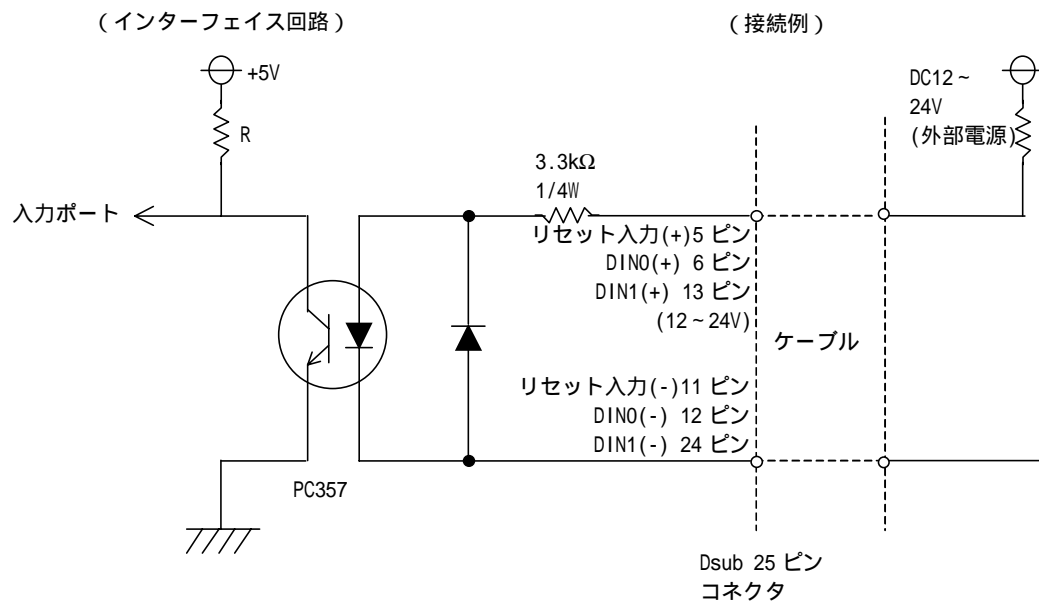 (インターフェイス回路)
(接続例)
+5V
R
DC12~
24V
(外部電源)
3.3kΩ
1/4W
入力ポート
リセット入力(+)5 ピン
DIN0(+) 6 ピン
DIN1(+) 13 ピン
(12~24V)
ケーブル
リセット入力(-)11 ピン
DIN0(-) 12 ピン
DIN1(-) 24 ピン
PC357
Dsub 25 ピン
コネクタ